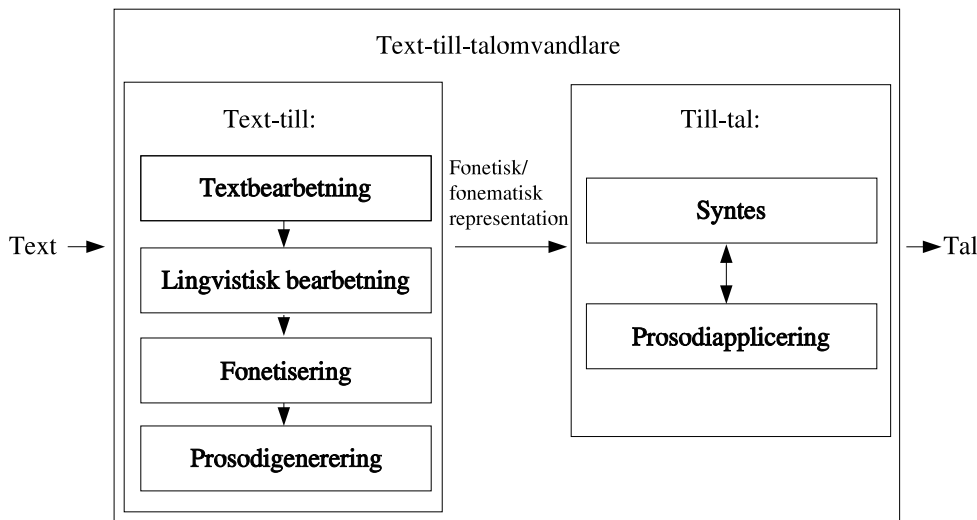 Text-till-talomvandlare
Text
Text-till:
Textbearbetning
Lingvistisk bearbetning
Fonetisering
Prosodigenerering
Fonetisk/
fonematisk
representation
Till-tal:
Syntes
Prosodiapplicering
Tal